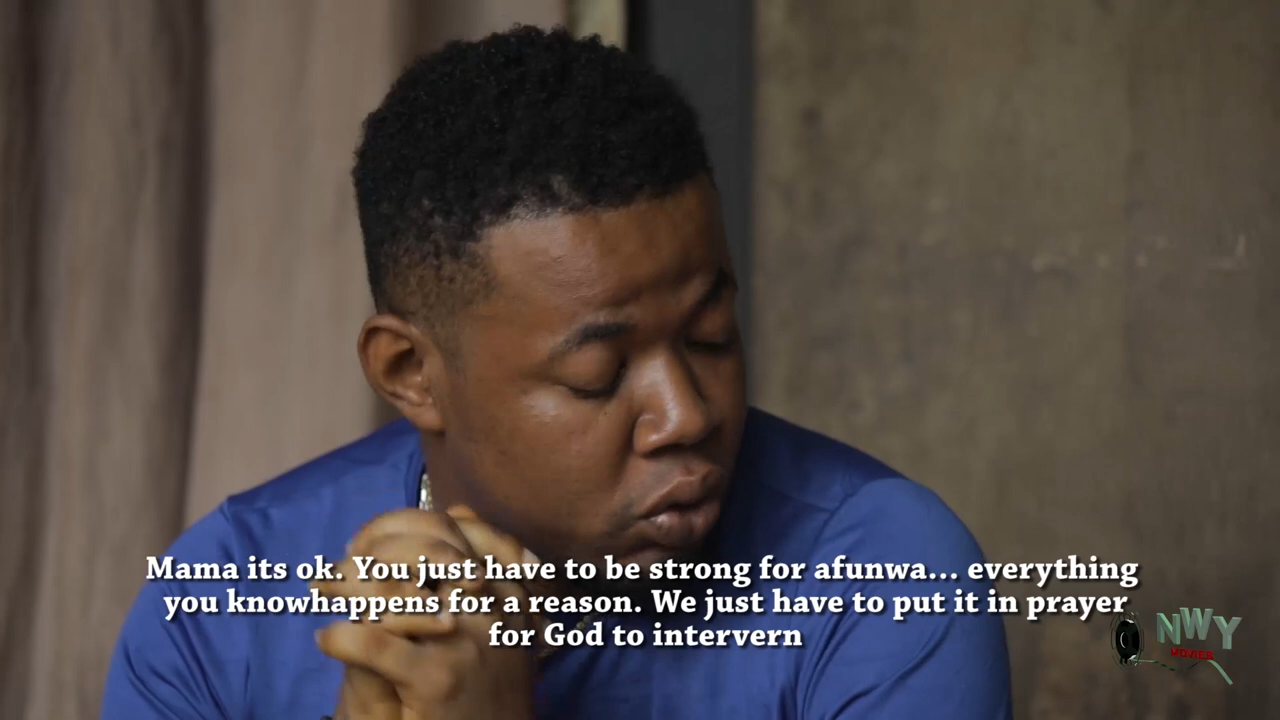 Mama its ok. You just have to be strong for afunwa... everything
you knowhappens for a reason. We just have to put it in prayer
for God to intervern
NWY
MOVIES